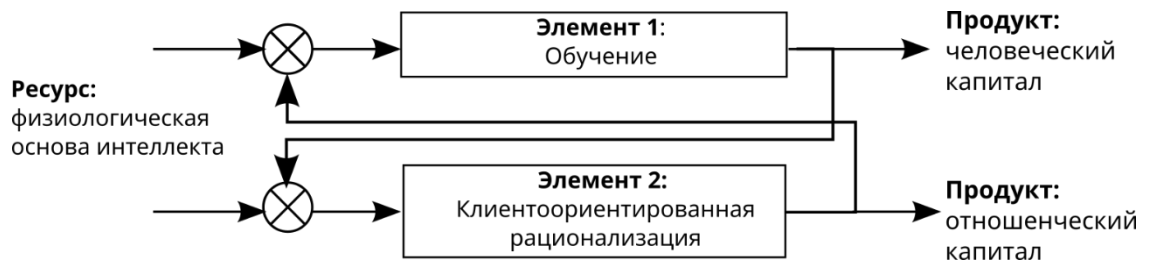 Ресурс:
физиологическая
основа интеллекта
Элемент 1:
Обучение
Продукт:
человеческий
капитал
Элемент 2:
Клиентоориентированная
рационализация
Продукт:
отношенческий
капитал